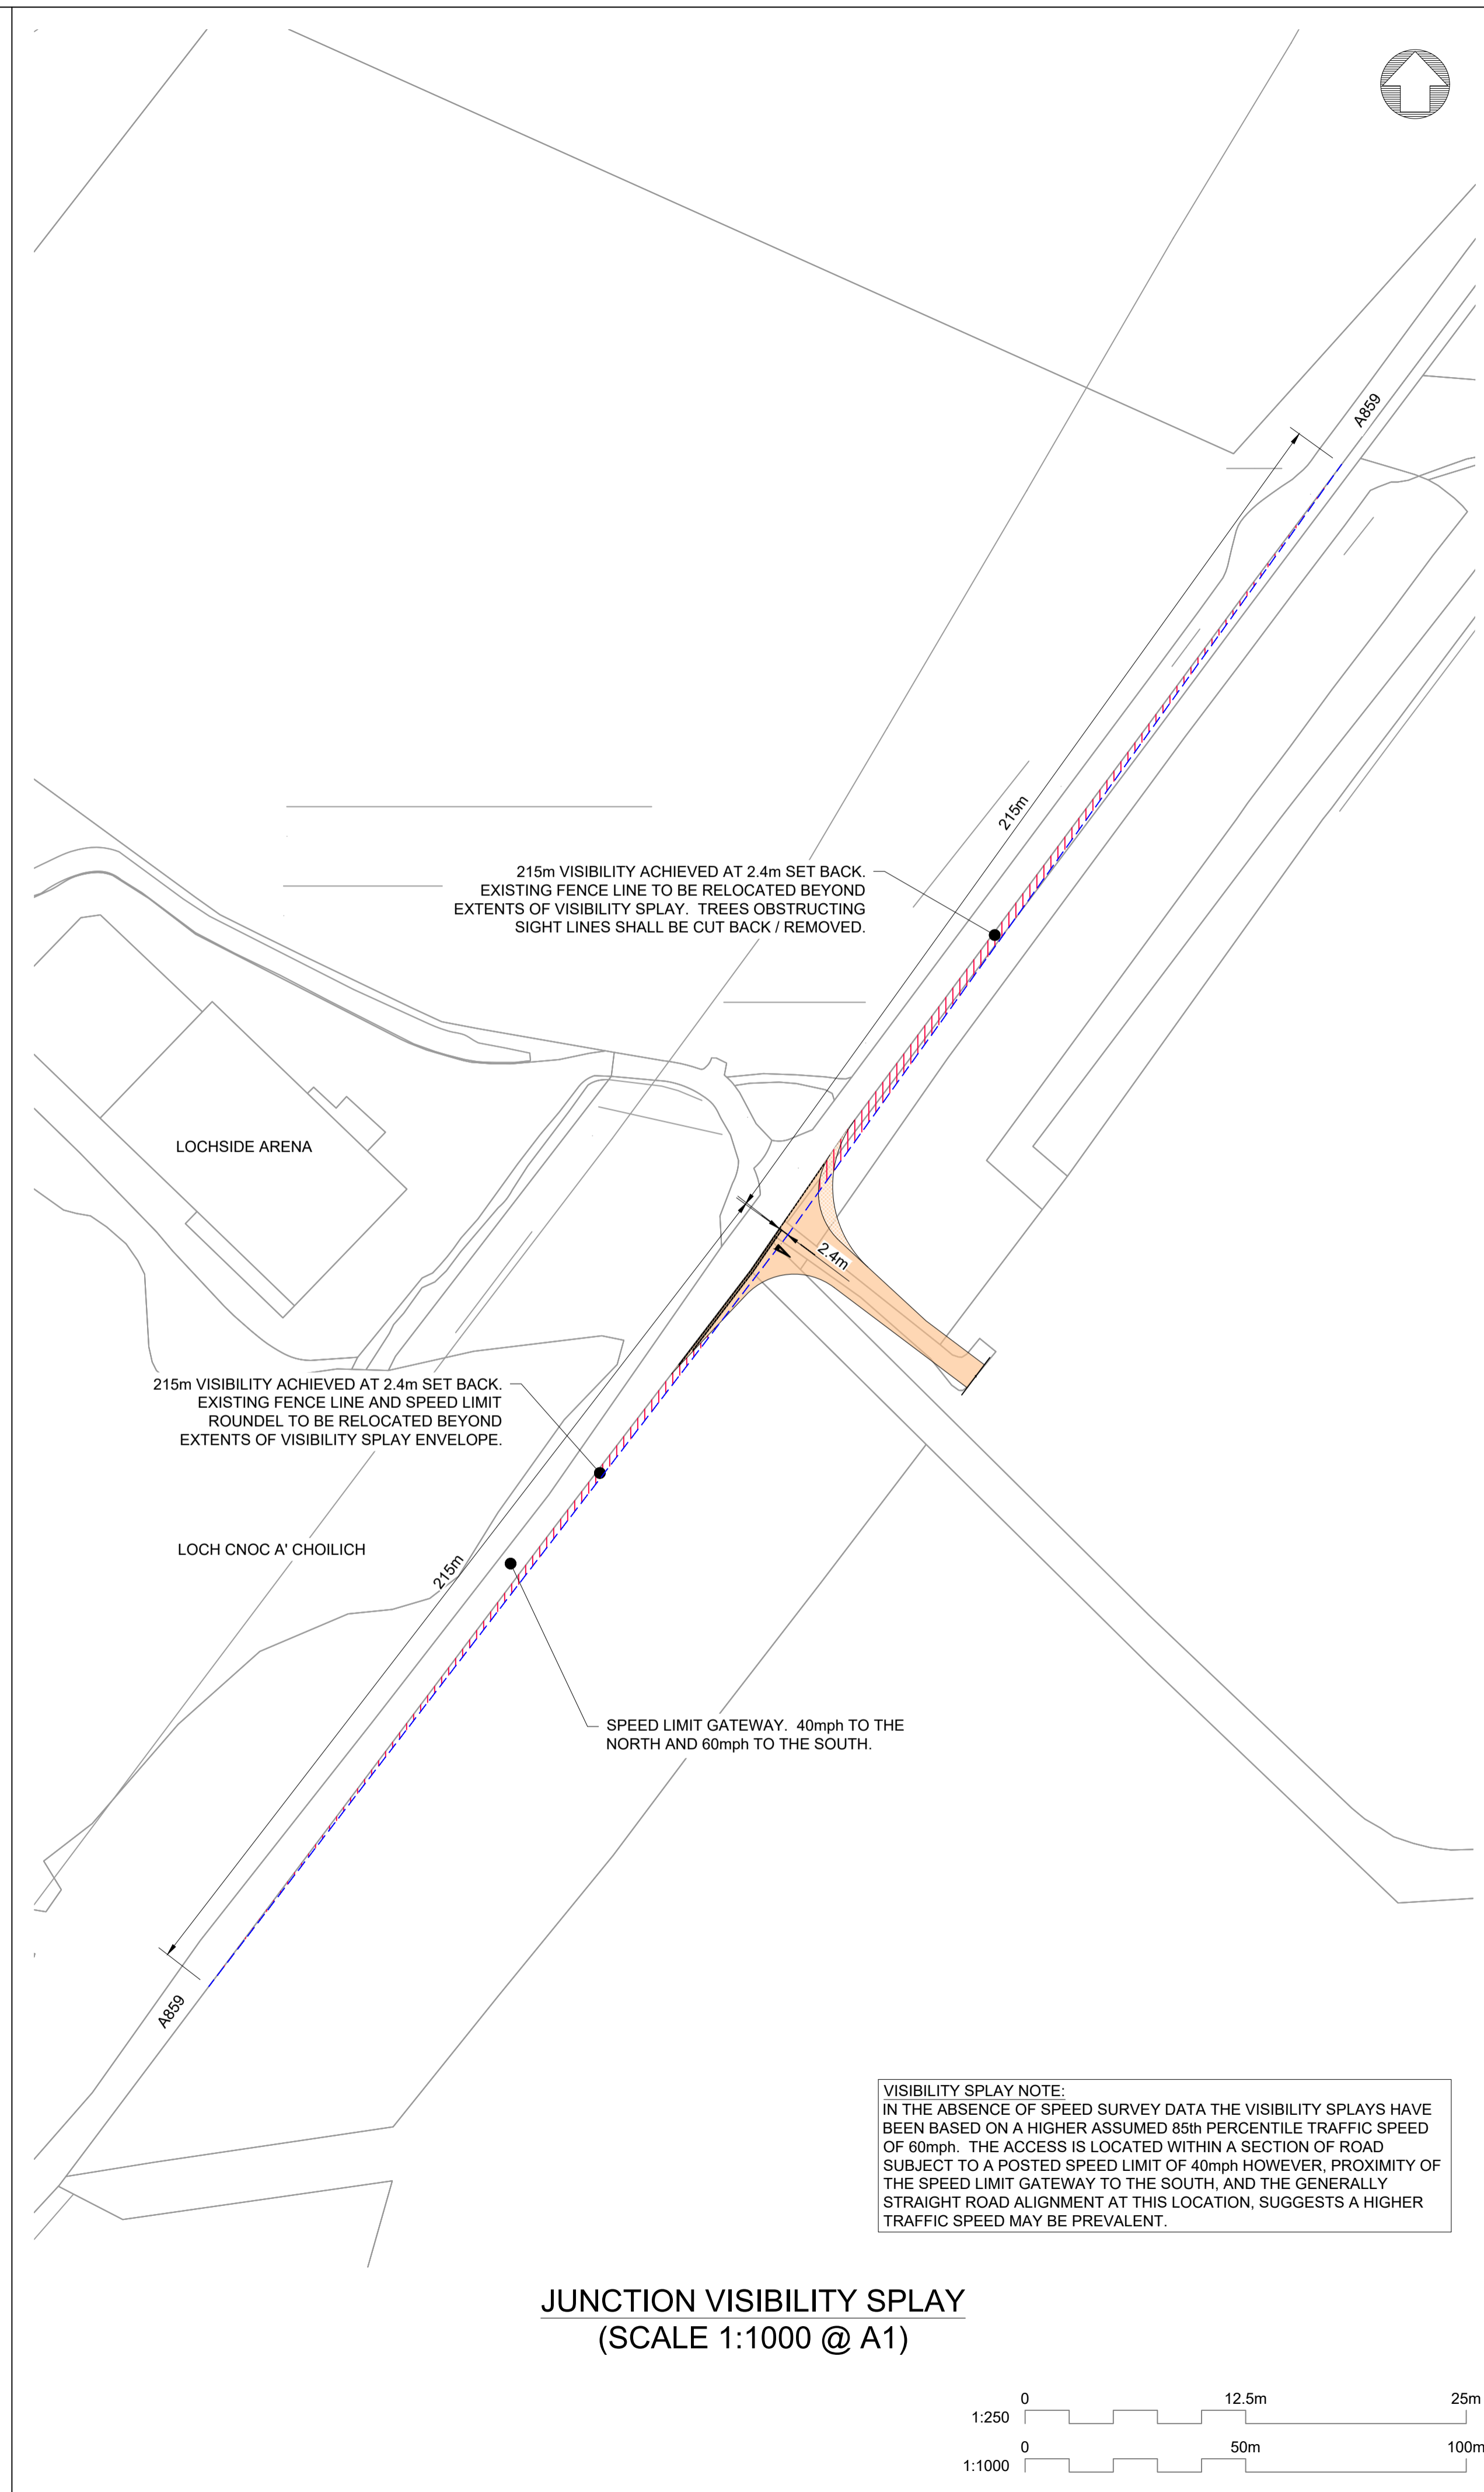 A859
215m
215m VISIBILITY ACHIEVED AT 2.4m SET BACK.
EXISTING FENCE LINE TO BE RELOCATED BEYOND
EXTENTS OF VISIBILITY SPLAY. TREES OBSTRUCTING
SIGHT LINES SHALL BE CUT BACK / REMOVED.
LOCHSIDE ARENA
2.4m
215m VISIBILITY ACHIEVED AT 2.4m SET BACK.
EXISTING FENCE LINE AND SPEED LIMIT
ROUNDEL TO BE RELOCATED BEYOND
EXTENTS OF VISIBILITY SPLAY ENVELOPE.
LOCH CNOC A' CHOILICH
215m
SPEED LIMIT GATEWAY. 40mph TO THE
NORTH AND 60mph TO THE SOUTH.
A859
VISIBILITY SPLAY NOTE:
IN THE ABSENCE OF SPEED SURVEY DATA THE VISIBILITY SPLAYS HAVE
BEEN BASED ON A HIGHER ASSUMED 85th PERCENTILE TRAFFIC SPEED
OF 60mph. THE ACCESS IS LOCATED WITHIN A SECTION OF ROAD
SUBJECT TO A POSTED SPEED LIMIT OF 40mph HOWEVER, PROXIMITY OF
THE SPEED LIMIT GATEWAY TO THE SOUTH, AND THE GENERALLY
STRAIGHT ROAD ALIGNMENT AT THIS LOCATION, SUGGESTS A HIGHER
TRAFFIC SPEED MAY BE PREVALENT.
JUNCTION VISIBILITY SPLAY
(SCALE 1:1000 @ A1)
0 12.5m 25m
1:250
0 50m 100m
1:1000